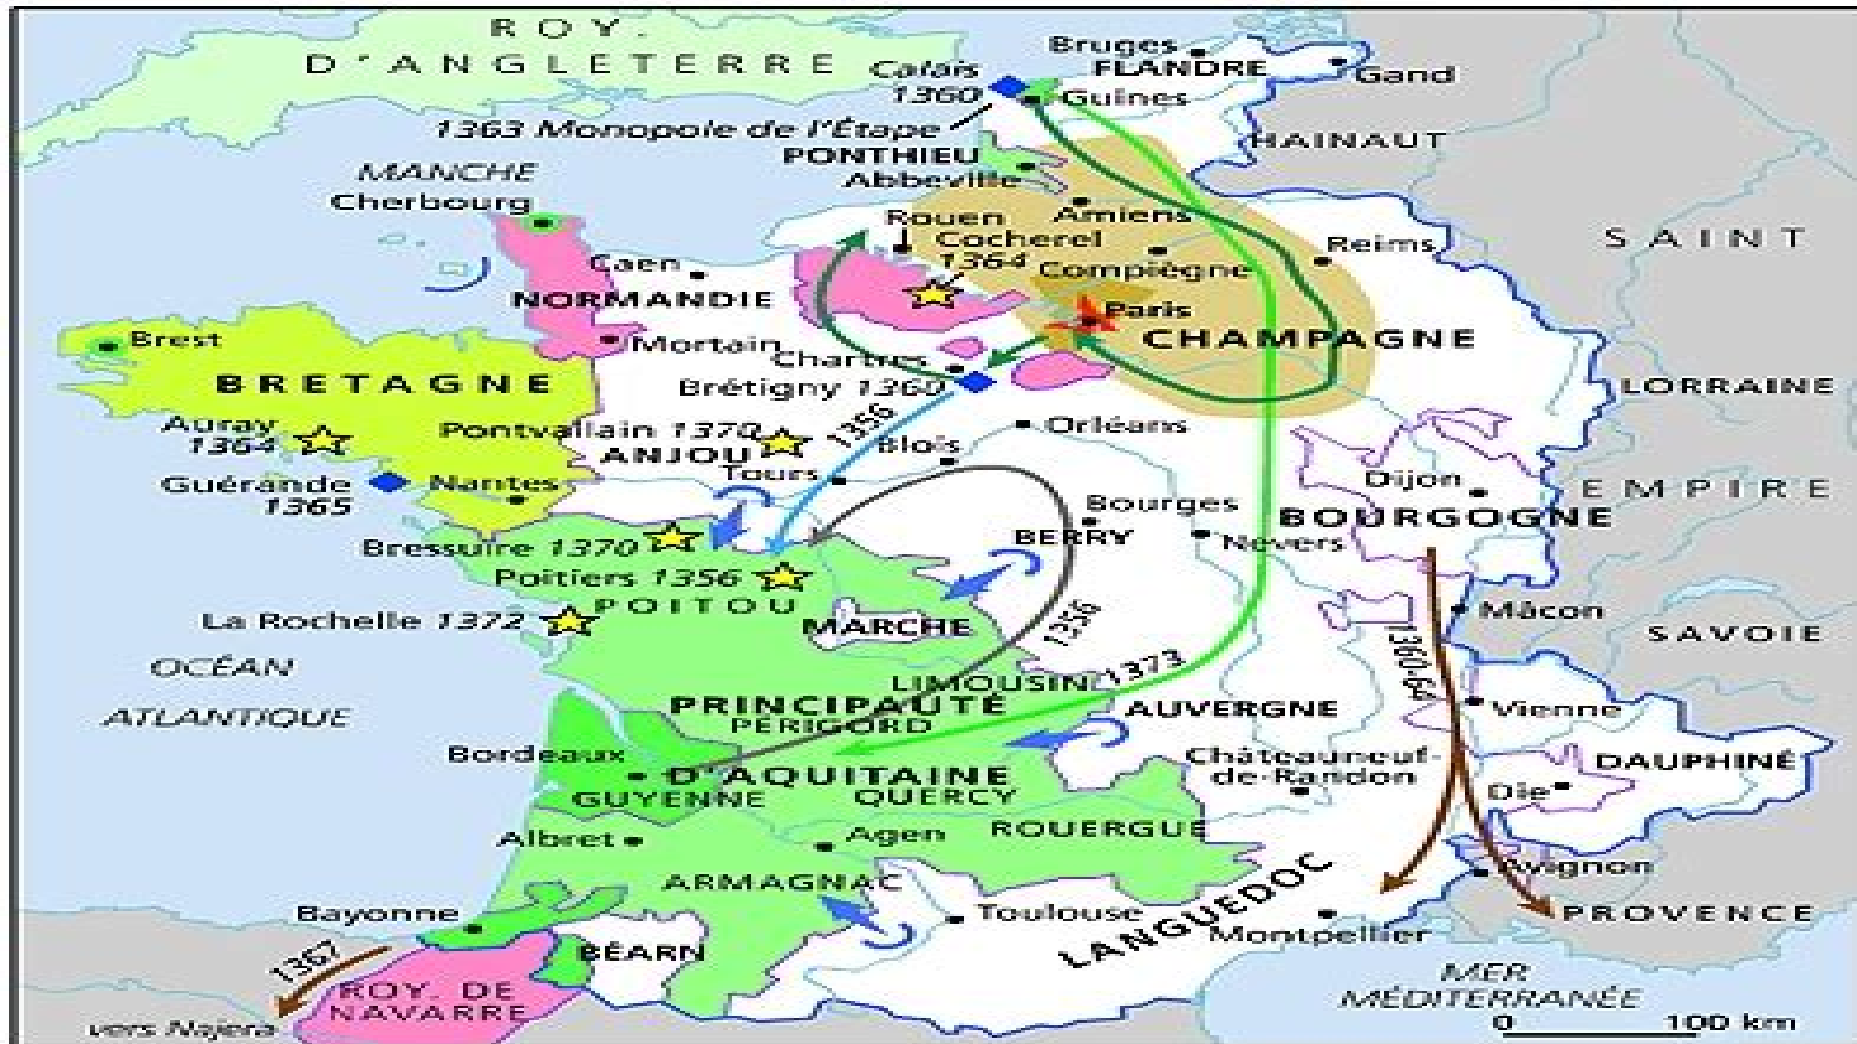 ROY.
D'ANGLETERRE
Bruges
FLANDRE
Gand
Calais
1360
Guînes
1363 Monopole de l'Étape
HAINAUT
PONTHIEU
Abbeville
MANCHE
Cherbourg
Rouen
Amiens
Cocherel
1364
Reims
SAINT
Caen
Compiègne
NORMANDIE
Paris
Brest
Mortain
CHAMPAGNE
Chartres
BRETAGNE
Brétigny 1360
LORRAINE
Auray
1364
Pontvallain 1370
1356
Orléans
ANJOU
Blois
Tours
Guérande
1365
Nantes
Dijon
EMPIRE
Bourges
BOURGOGNE
BERRY
Nevers
Bressuire 1370
Poitiers 1356
POITOU
Mâcon
La Rochelle 1372
MARCHE
1356
SAVOIE
OCÉAN
ATLANTIQUE
1373
1360-64
LIMOUSIN
PRINCIPAUTÉ
AUVERGNE
Vienne
PÉRIGORD
Bordeaux
Châteauneuf-
de-Randon
DAUPHINÉ
D'AQUITAINE
GUYENNE
QUERCY
Die
Albret
Agen
ROUERGUE
Avignon
ARMAGNAC
LANGUEDOC
Bayonne
Toulouse
PROVENCE
Montpellier
BÉARN
1367
MER
MÉDITERRANÉE
ROY. DE
NAVARRE
vers Najera
0 100 km